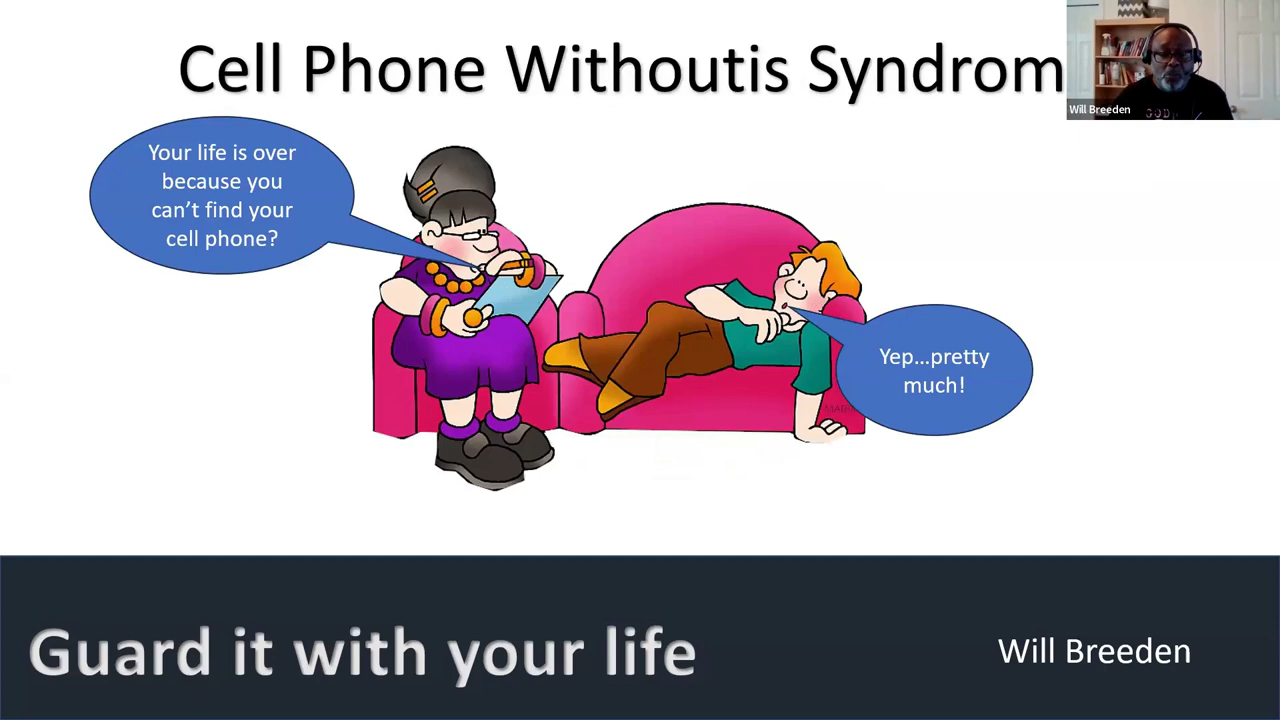 Cell Phone Withoutis Syndrom
Will Breeden
Your life is over
because you
can’t find your
cell phone?
Yep...pretty
much!
Guard it with your life
Will Breeden